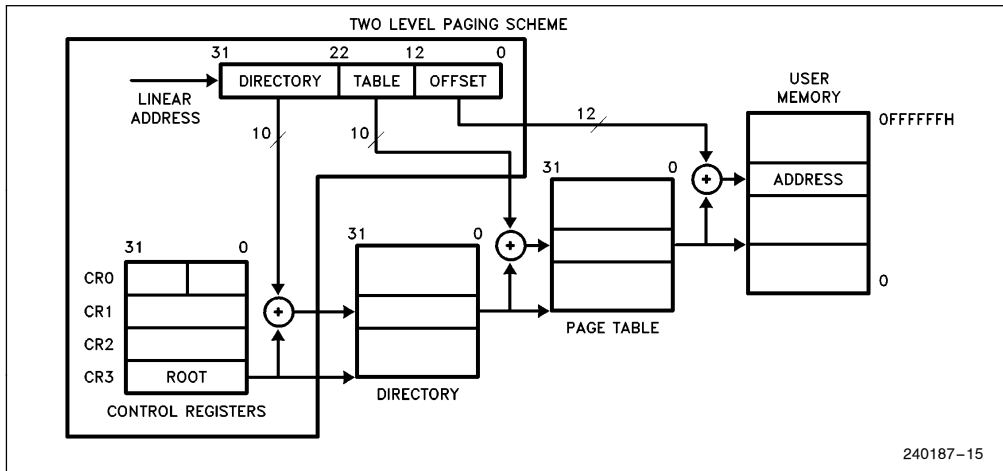 TWO LEVEL PAGING SCHEME
31 22 12 0
DIRECTORY TABLE OFFSET
LINEAR
ADDRESS
10 10 12
USER
MEMORY
0FFFFFFH
ADDRESS
0
31 0
PAGE TABLE
31 0
DIRECTORY
31 0
CR0
CR1
CR2
CR3 ROOT
CONTROL REGISTERS
+
+
+
240187-15